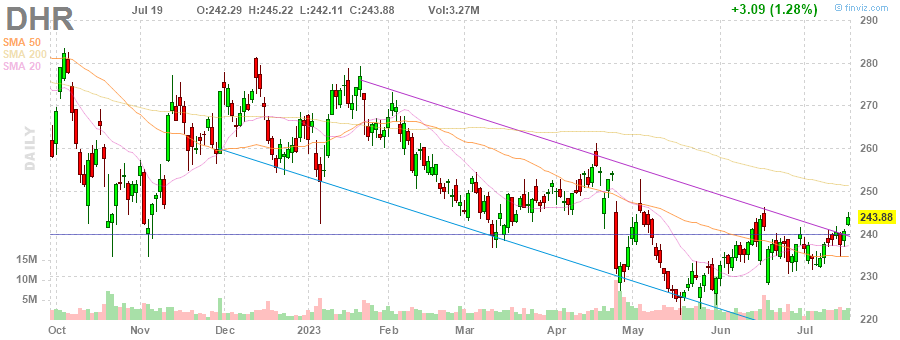 DHR Jul 19 O:242.29 H:245.22 L:242.11 C:243.88 Vol:3.27M +3.09 (1.28%) © finviz.com
SMA 50
SMA 200
SMA 20
DAILY
290
280
270
260
250
243.88
240
230
220
15M
10M
5M
Oct Nov Dec 2023 Feb Mar Apr May Jun Jul